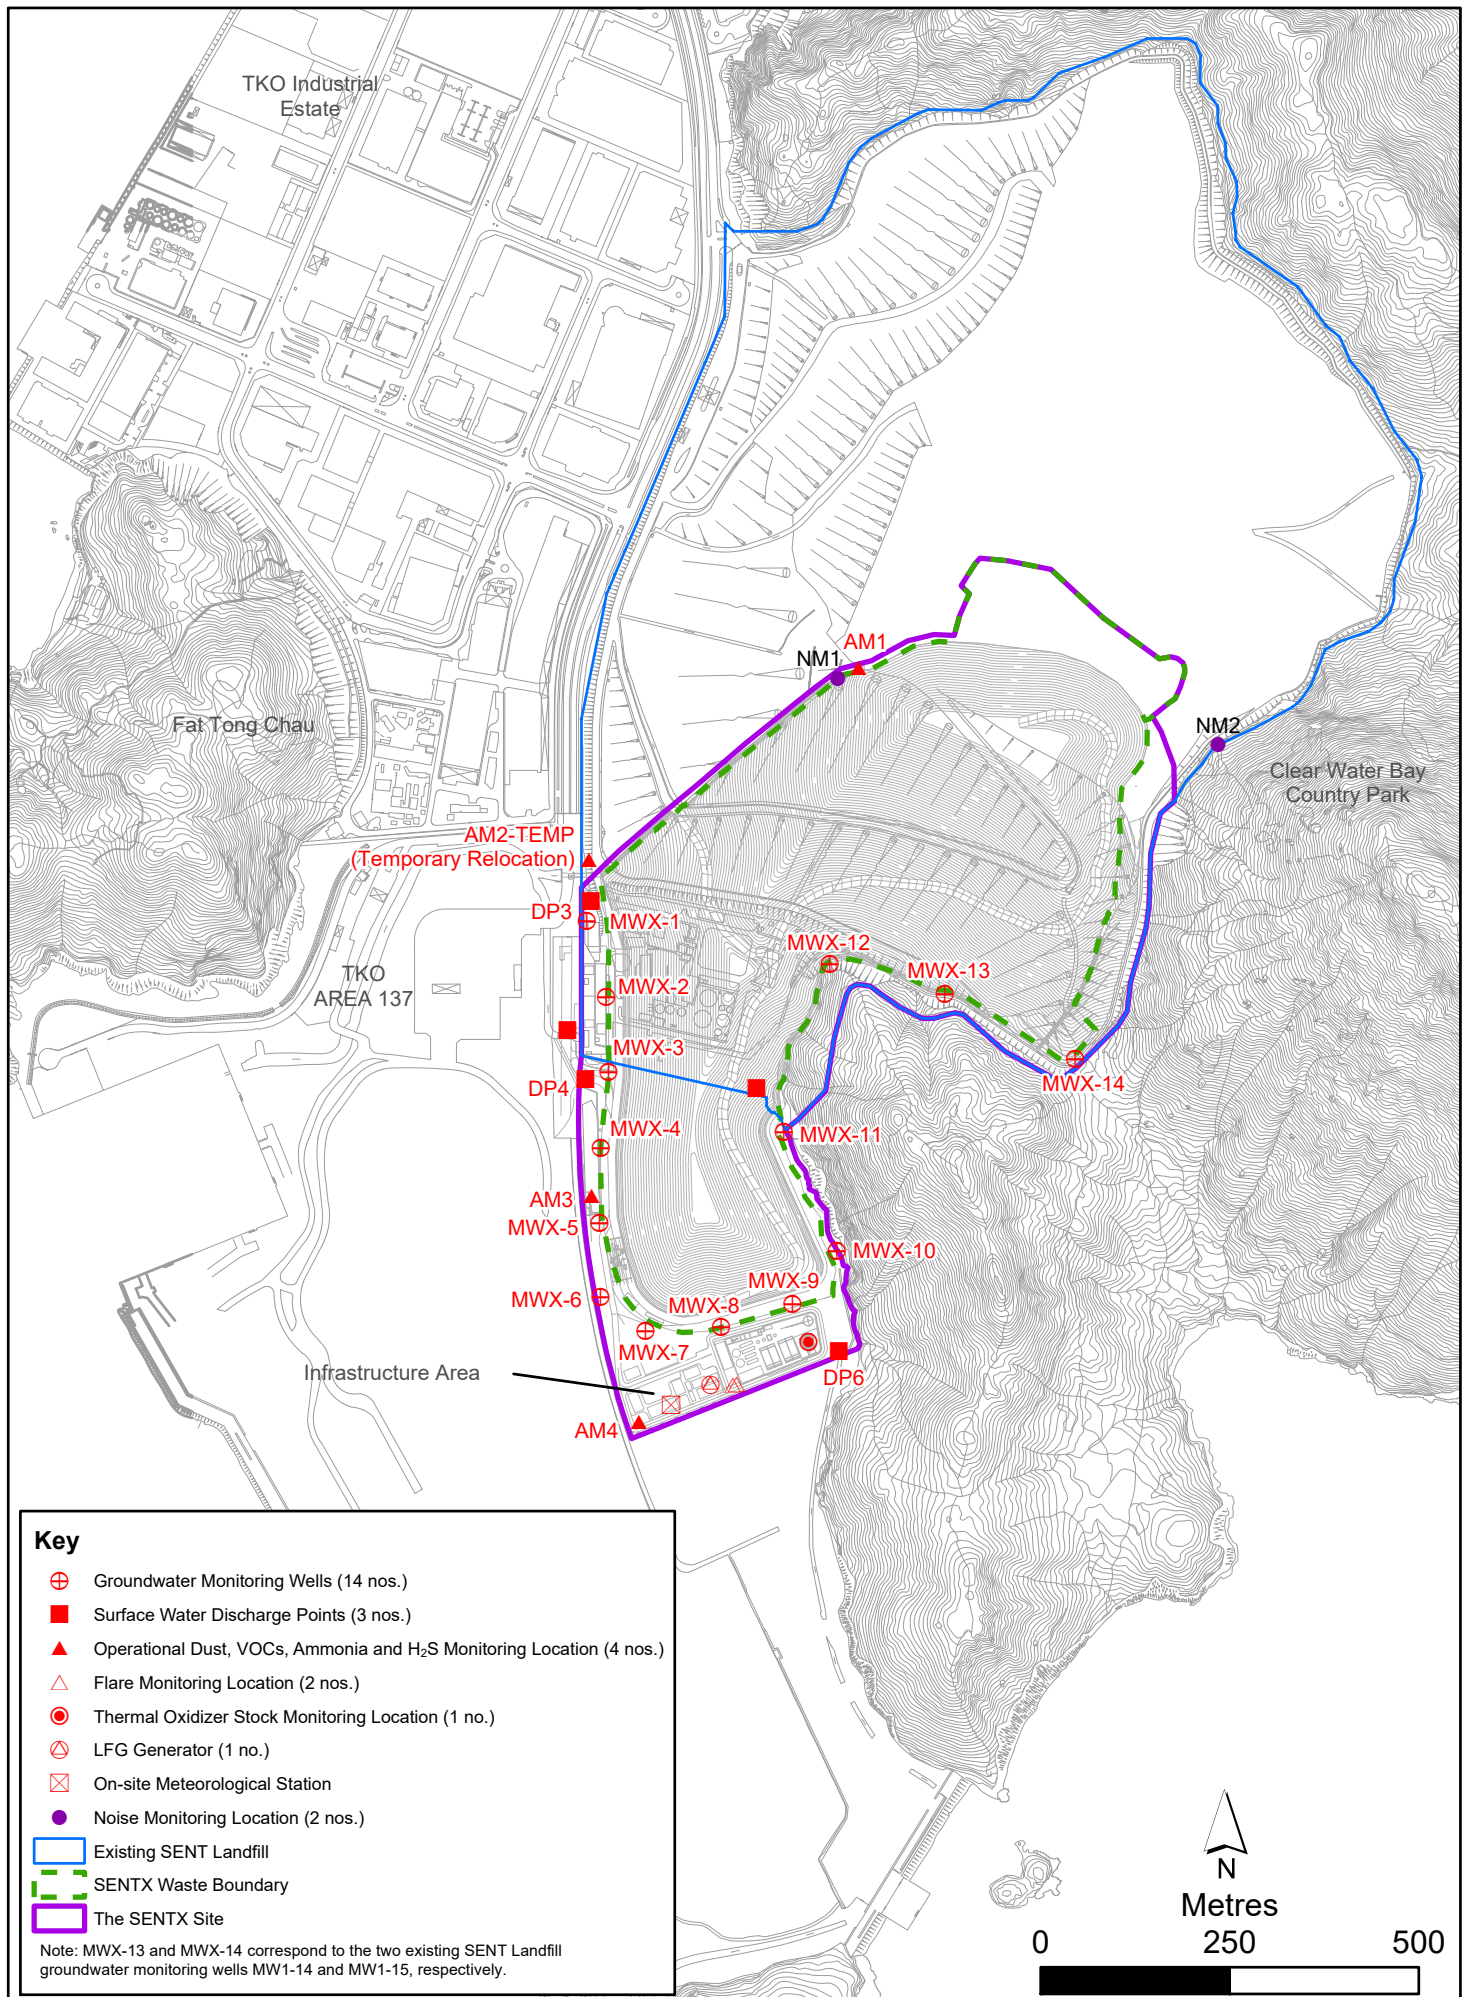 TKO Industrial
Estate
AM1
NM1
Fat Tong Chau
NM2
Clear Water Bay
Country Park
AM2-TEMP
(Temporary Relocation)
DP3
MWX-1
MWX-12
MWX-13
TKO
AREA 137
MWX-2
MWX-3
DP4
MWX-14
MWX-4
MWX-11
AM3
MWX-5
MWX-10
MWX-9
MWX-6
MWX-8
MWX-7
DP6
Infrastructure Area
AM4
Key
Groundwater Monitoring Wells (14 nos.)
Surface Water Discharge Points (3 nos.)
Operational Dust, VOCs, Ammonia and H₂S Monitoring Location (4 nos.)
Flare Monitoring Location (2 nos.)
Thermal Oxidizer Stock Monitoring Location (1 no.)
LFG Generator (1 no.)
On-site Meteorological Station
Noise Monitoring Location (2 nos.)
Existing SENT Landfill
SENTX Waste Boundary
The SENTX Site
Note: MWX-13 and MWX-14 correspond to the two existing SENT Landfill
groundwater monitoring wells MW1-14 and MW1-15, respectively.
N
Metres
0 250 500